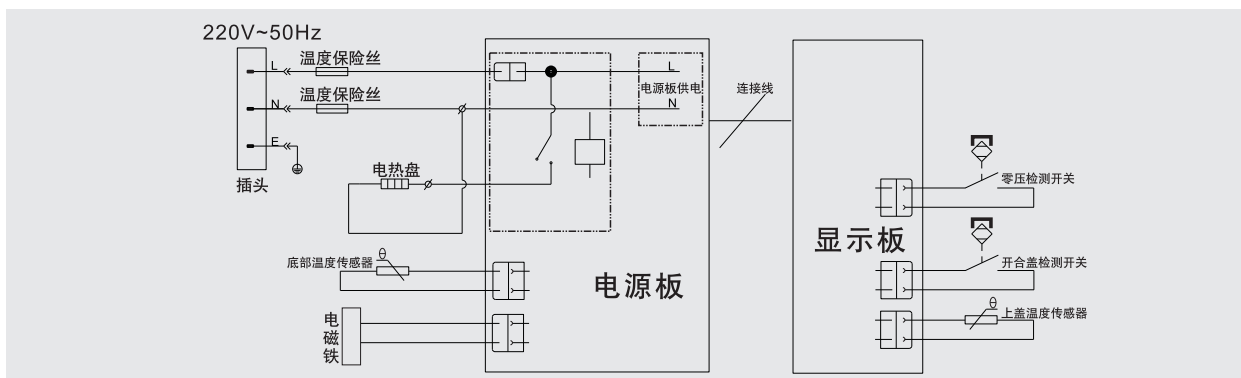 220V~50Hz
L
温度保险丝
N
温度保险丝
E
插头
电热盘
L
电源板供电
N
连接线
零压检测开关
显示板
θ
底部温度传感器
电源板
开合盖检测开关
θ
上盖温度传感器
电磁铁